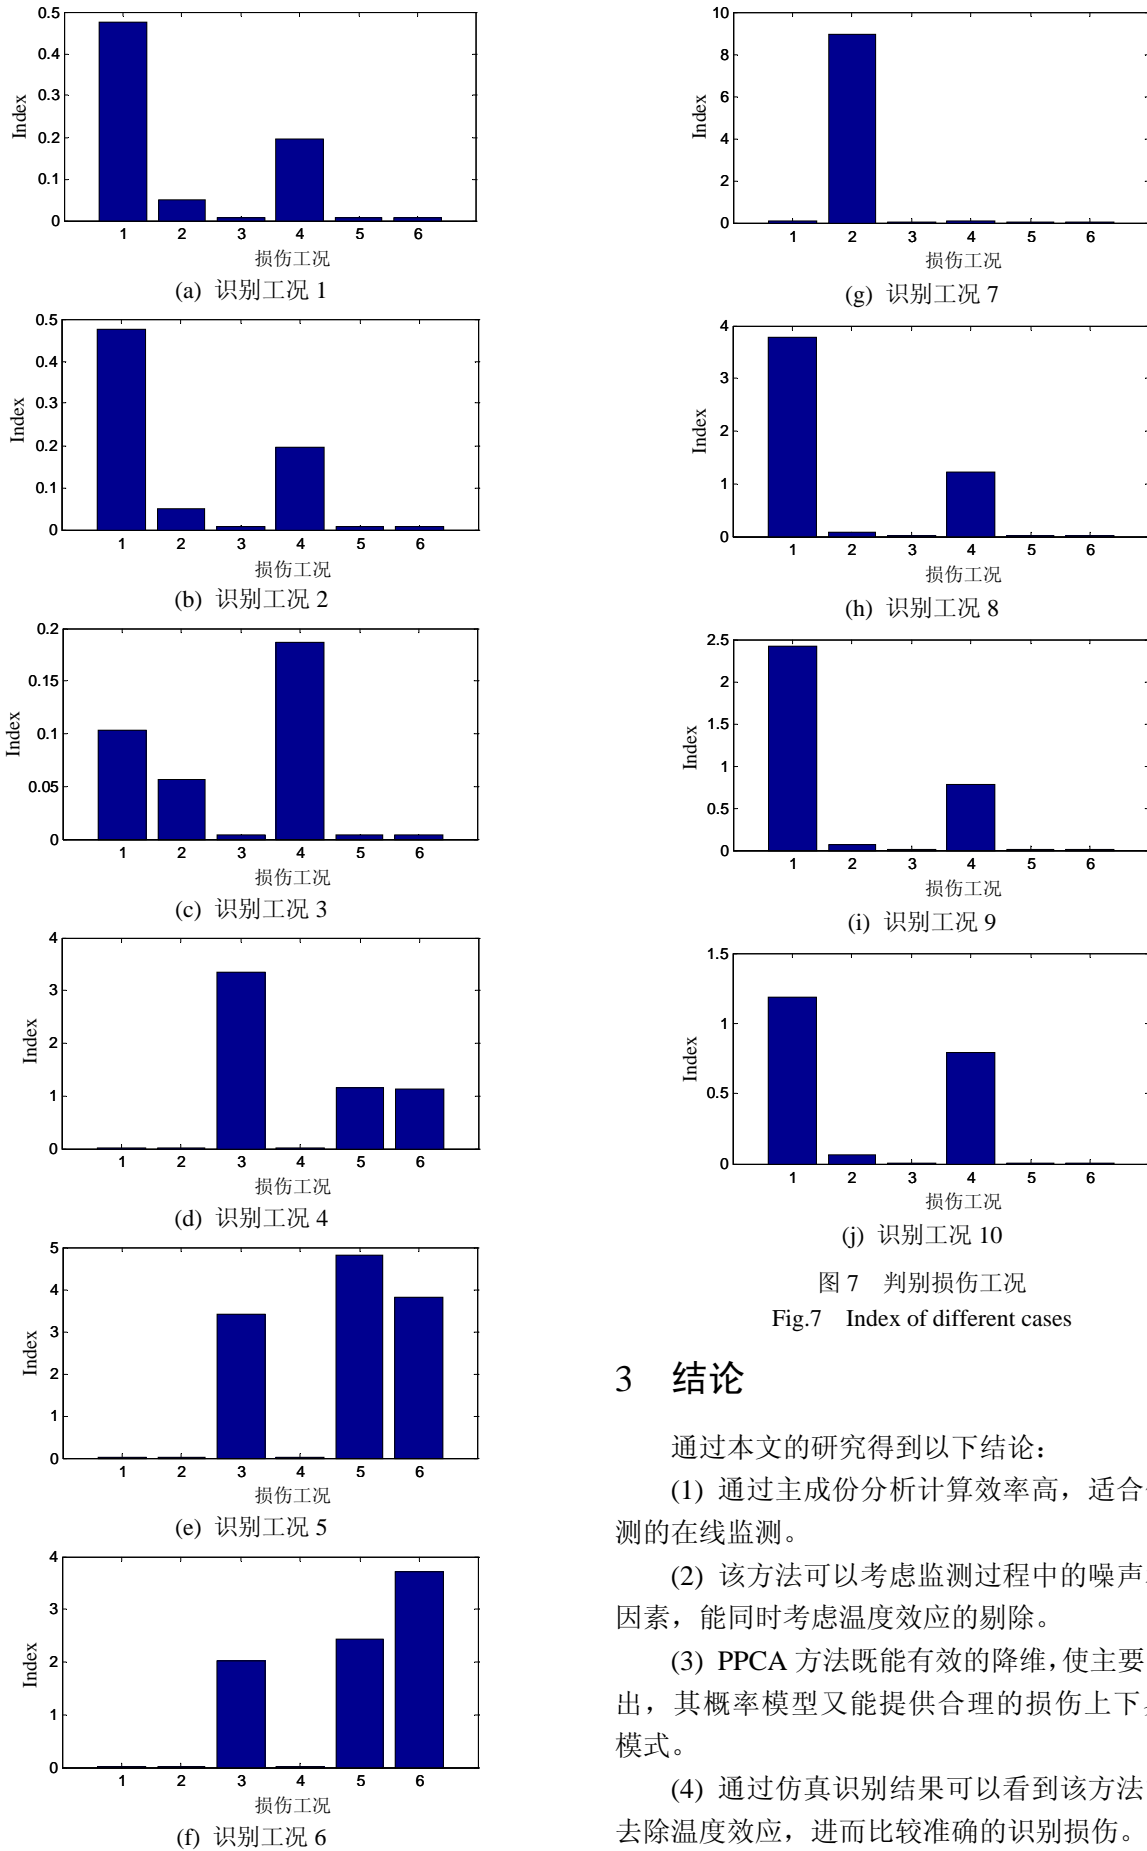 0.5
0.4
0.3
0.2
0.1
0
Index
1 2 3 4 5 6
损伤工况
(a) 识别工况 1
0.5
0.4
0.3
0.2
0.1
0
Index
1 2 3 4 5 6
损伤工况
(b) 识别工况 2
0.2
0.15
0.1
0.05
0
Index
1 2 3 4 5 6
损伤工况
(c) 识别工况 3
4
3
2
1
0
Index
1 2 3 4 5 6
损伤工况
(d) 识别工况 4
5
4
3
2
1
0
Index
1 2 3 4 5 6
损伤工况
(e) 识别工况 5
4
3
2
1
0
Index
1 2 3 4 5 6
损伤工况
(f) 识别工况 6
10
8
6
4
2
0
Index
1 2 3 4 5 6
损伤工况
(g) 识别工况 7
4
3
2
1
0
Index
1 2 3 4 5 6
损伤工况
(h) 识别工况 8
2.5
2
1.5
1
0.5
0
Index
1 2 3 4 5 6
损伤工况
(i) 识别工况 9
1.5
1
0.5
0
Index
1 2 3 4 5 6
损伤工况
(j) 识别工况 10
图 7 判别损伤工况
Fig.7 Index of different cases
3 结论
通过本文的研究得到以下结论：
(1) 通过主成份分析计算效率高，适合
测的在线监测。
(2) 该方法可以考虑监测过程中的噪声
因素，能同时考虑温度效应的剔除。
(3) PPCA 方法既能有效的降维，使主要
出，其概率模型又能提供合理的损伤上下
模式。
(4) 通过仿真识别结果可以看到该方法
去除温度效应，进而比较准确的识别损伤。